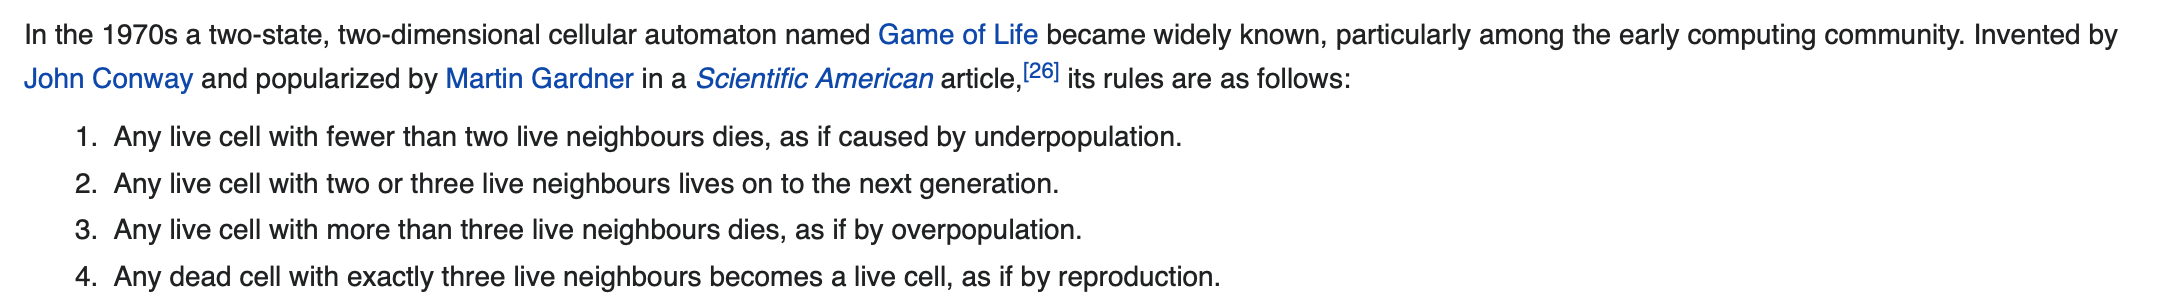 In the 1970s a two-state, two-dimensional cellular automaton named Game of Life became widely known, particularly among the early computing community. Invented by
John Conway and popularized by Martin Gardner in a Scientific American article,[26] its rules are as follows:
1. Any live cell with fewer than two live neighbours dies, as if caused by underpopulation.
2. Any live cell with two or three live neighbours lives on to the next generation.
3. Any live cell with more than three live neighbours dies, as if by overpopulation.
4. Any dead cell with exactly three live neighbours becomes a live cell, as if by reproduction.